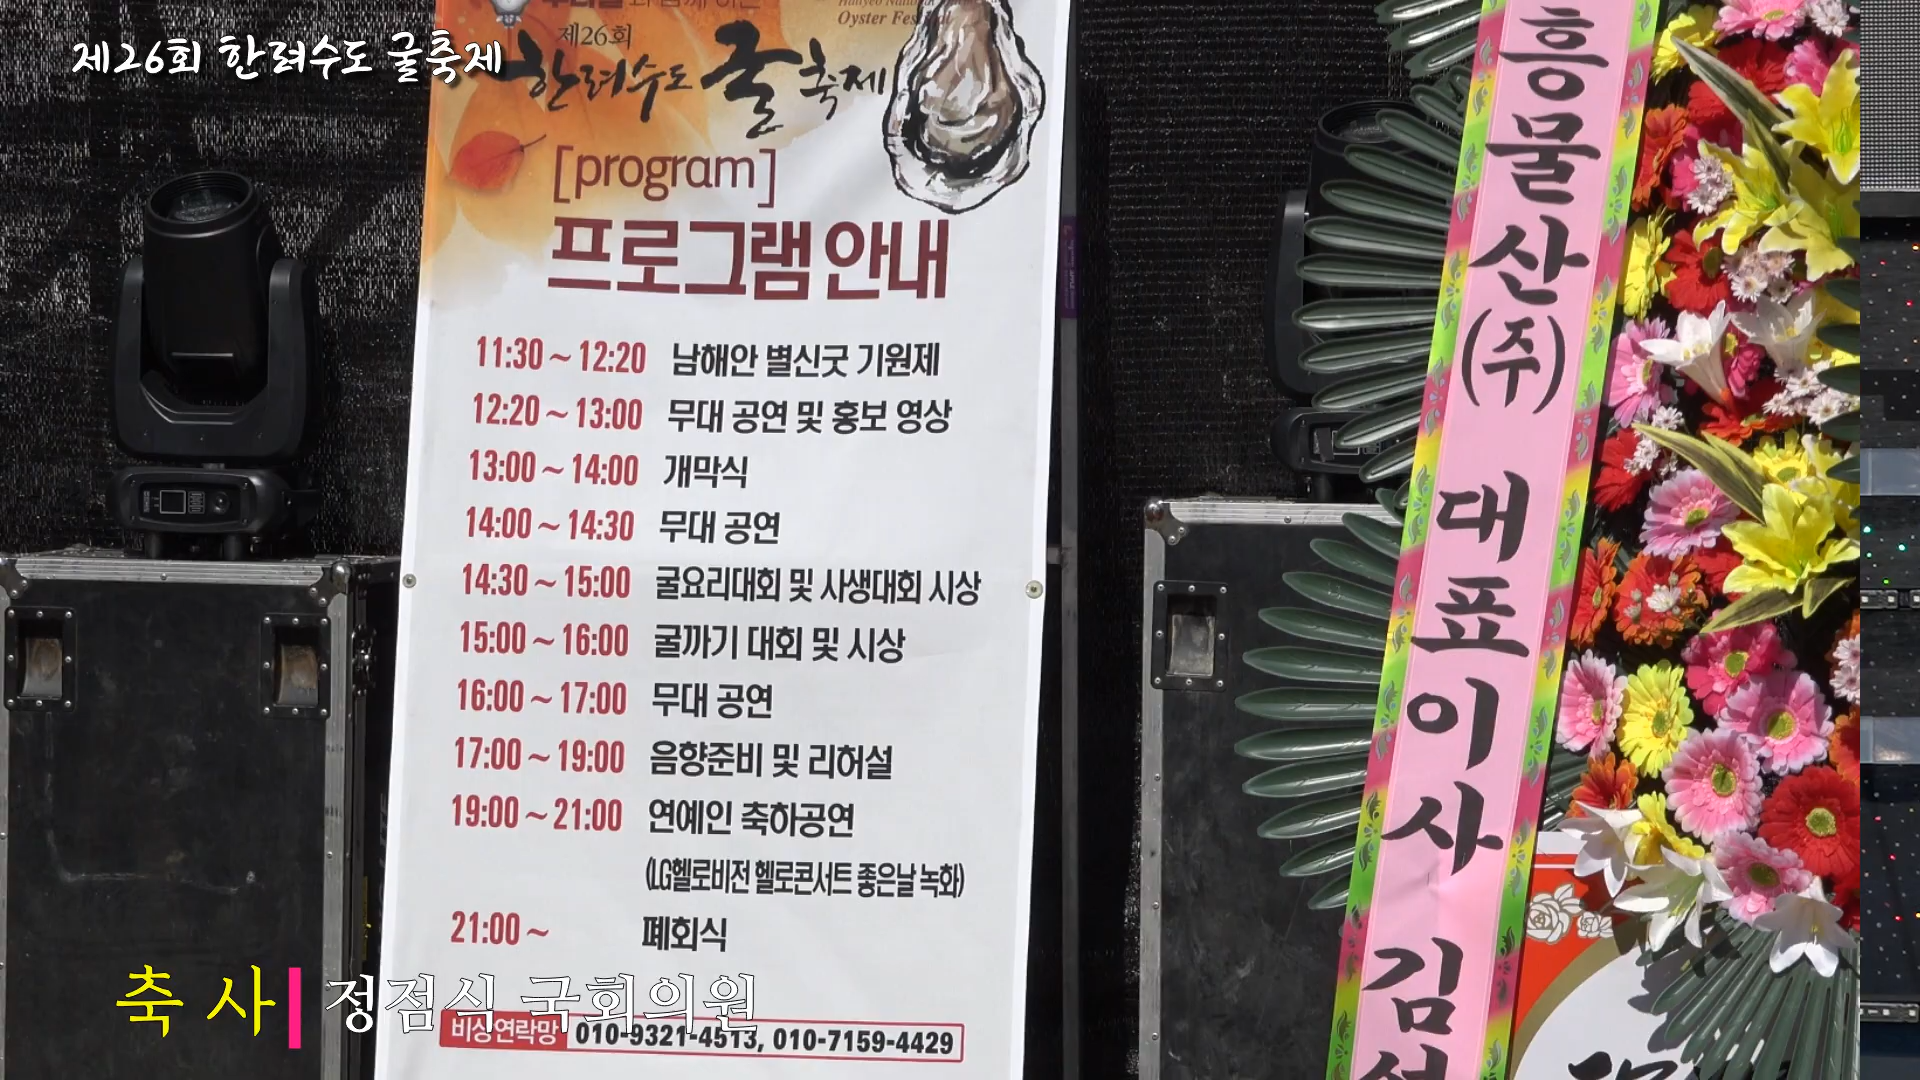 제26회 한려수도 굴축제
Oyster Festival
제26회
한려수도 굴 축제
[program]
프로그램 안내
11:30 ~ 12:20 남해안 별신굿 기원제
12:20 ~ 13:00 무대 공연 및 홍보 영상
13:00 ~ 14:00 개막식
14:00 ~ 14:30 무대 공연
14:30 ~ 15:00 굴요리대회 및 사생대회 시상
15:00 ~ 16:00 굴까기 대회 및 시상
16:00 ~ 17:00 무대 공연
17:00 ~ 19:00 음향준비 및 리허설
19:00 ~ 21:00 연예인 축하공연
(LG헬로비전 헬로콘서트 좋은날 녹화)
21:00 ~ 폐회식
비상연락망 010-9321-4513, 010-7159-4429
축 사 정점식 국회의원
흥물산(주) 대표이사 김